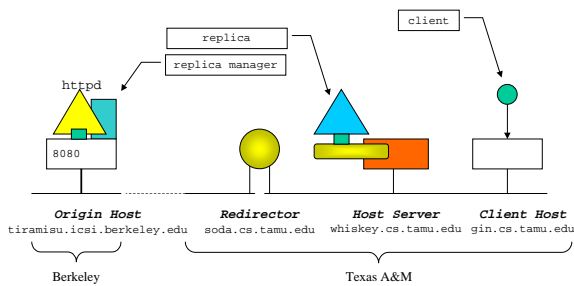 client
replica
replica manager
httpd
8080
Origin Host
Redirector
Host Server
Client Host
tiramisu.icsi.berkeley.edu
soda.cs.tamu.edu
whiskey.cs.tamu.edu
gin.cs.tamu.edu
Berkeley
Texas A&M